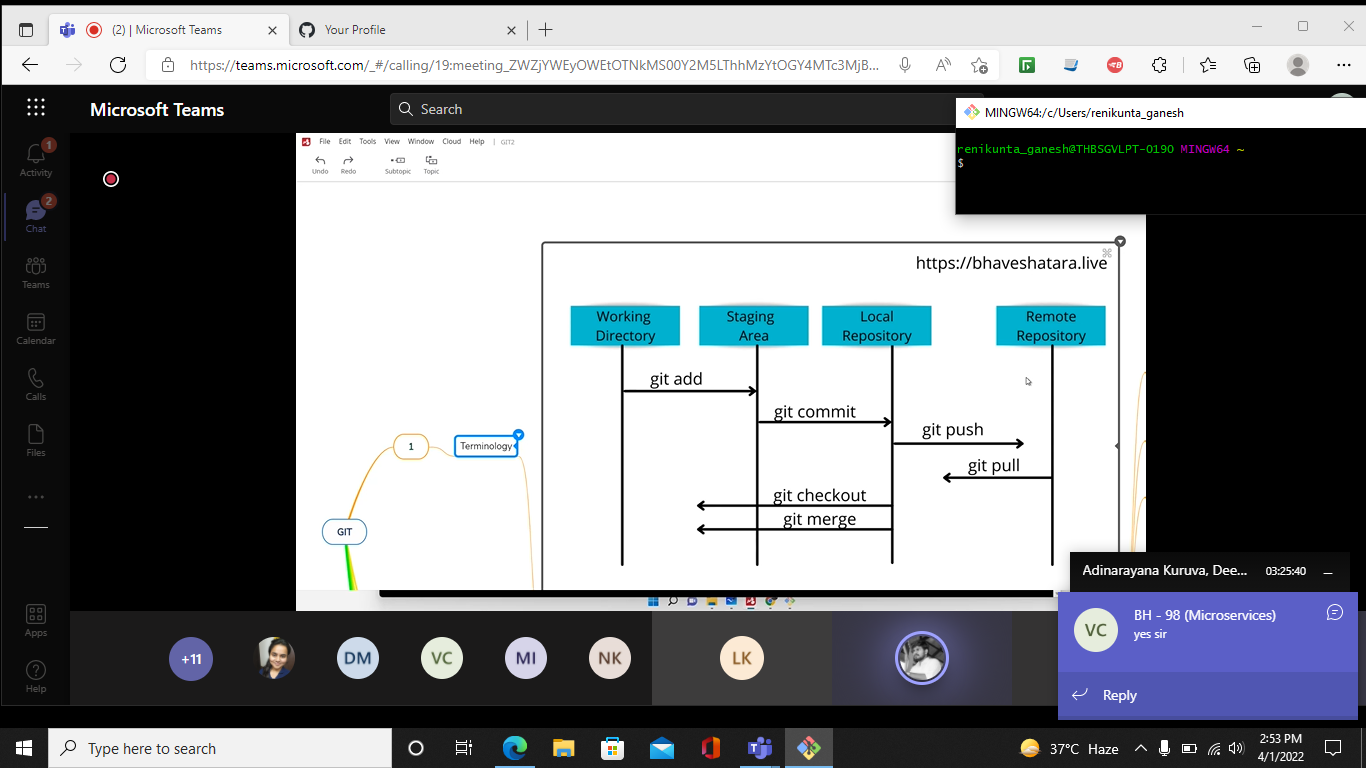 (2) | Microsoft Teams
Your Profile
https://teams.microsoft.com/_#/calling/19:meeting_ZWZjYWEyOWEtOTNkMS00Y2M5LThhMzYtOGY4MTc3MjB...
Microsoft Teams
Search
MINGW64:/c/Users/renikunta_ganesh
renikunta_ganesh@THBSGVLPT-0190 MINGW64 ~
$
1
Activity
2
Chat
Teams
Calendar
Calls
Files
Apps
Help
File Edit Tools View Window Cloud Help | GIT2
Undo Redo Subtopic Topic
https://bhaveshatara.live
Working
Directory
Staging
Area
Local
Repository
Remote
Repository
git add
git commit
git push
git pull
git checkout
git merge
1
Terminology
GIT
Adinarayana Kuruva, Dee... 03:25:40
VC
BH - 98 (Microservices)
yes sir
Reply
+11
DM
VC
MI
NK
LK
Type here to search
37°C Haze
2:53 PM
4/1/2022